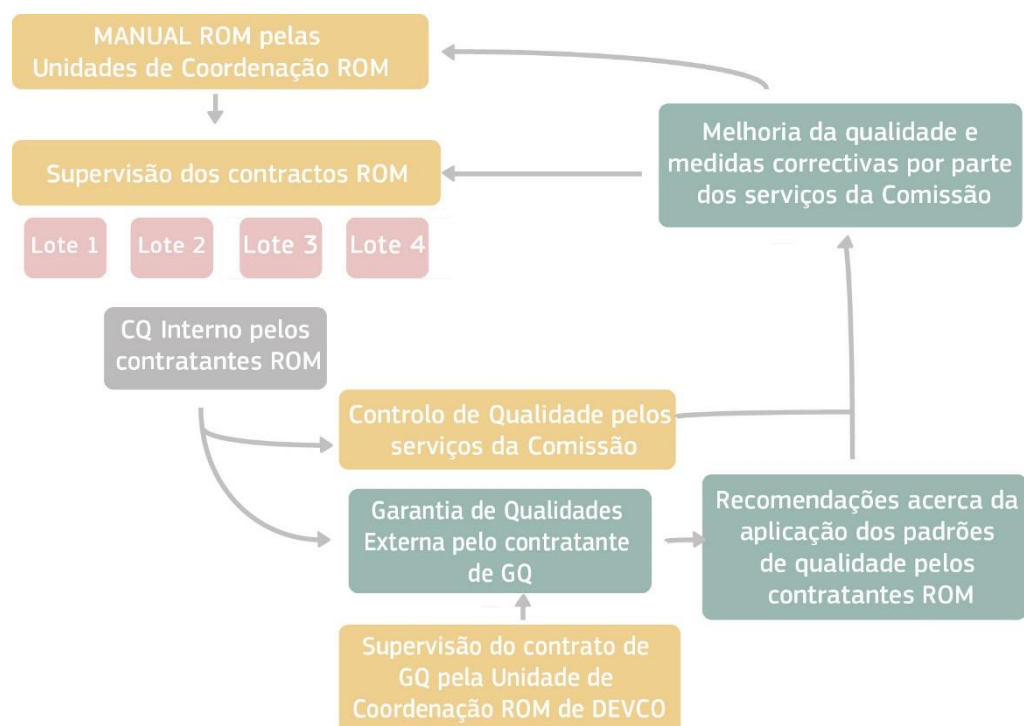 MANUAL ROM pelas
Unidades de Coordenação ROM
Melhoria da qualidade e
medidas correctivas por parte
dos serviços da Comissão
Supervisão dos contractos ROM
Lote 1
Lote 2
Lote 3
Lote 4
CQ Interno pelos
contratantes ROM
Controlo de Qualidade pelos
serviços da Comissão
Garantia de Qualidades
Externa pelo contratante
de GQ
Recomendações acerca da
aplicação dos padrões
de qualidade pelos
contratantes ROM
Supervisão do contrato de
GQ pela Unidade de
Coordenação ROM de DEVCO